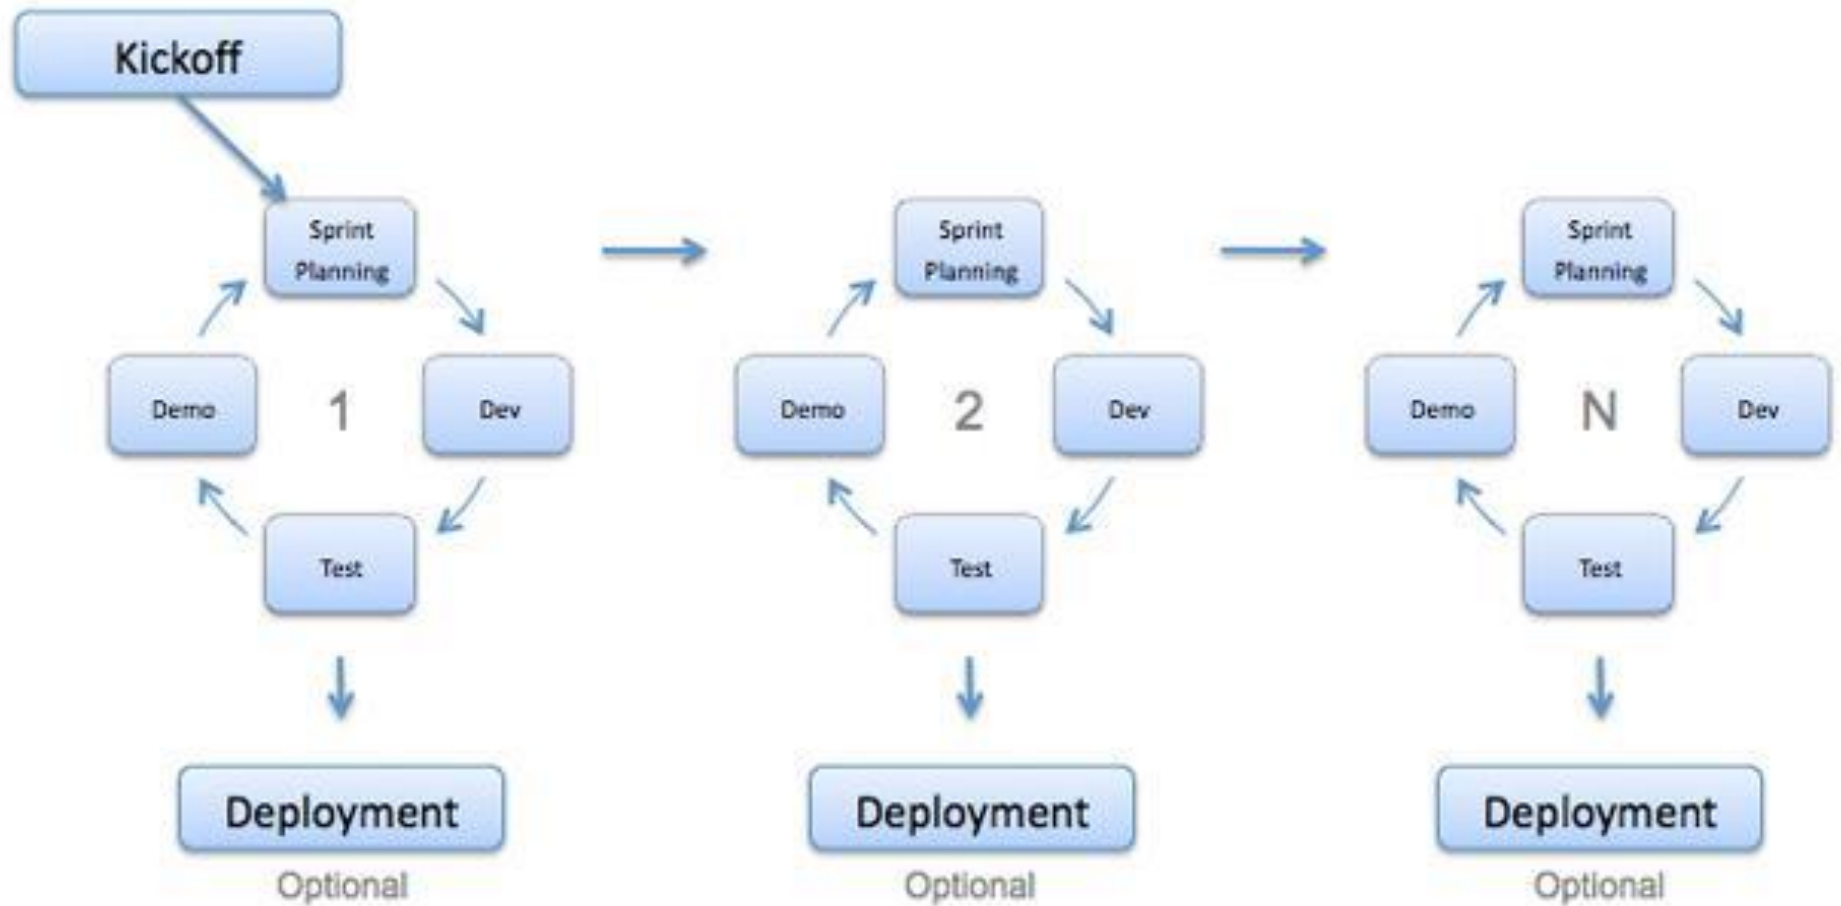 Kickoff
Sprint
Planning
Demo
1
Dev
Test
Deployment
Optional
Sprint
Planning
Demo
2
Dev
Test
Deployment
Optional
Sprint
Planning
Demo
N
Dev
Test
Deployment
Optional